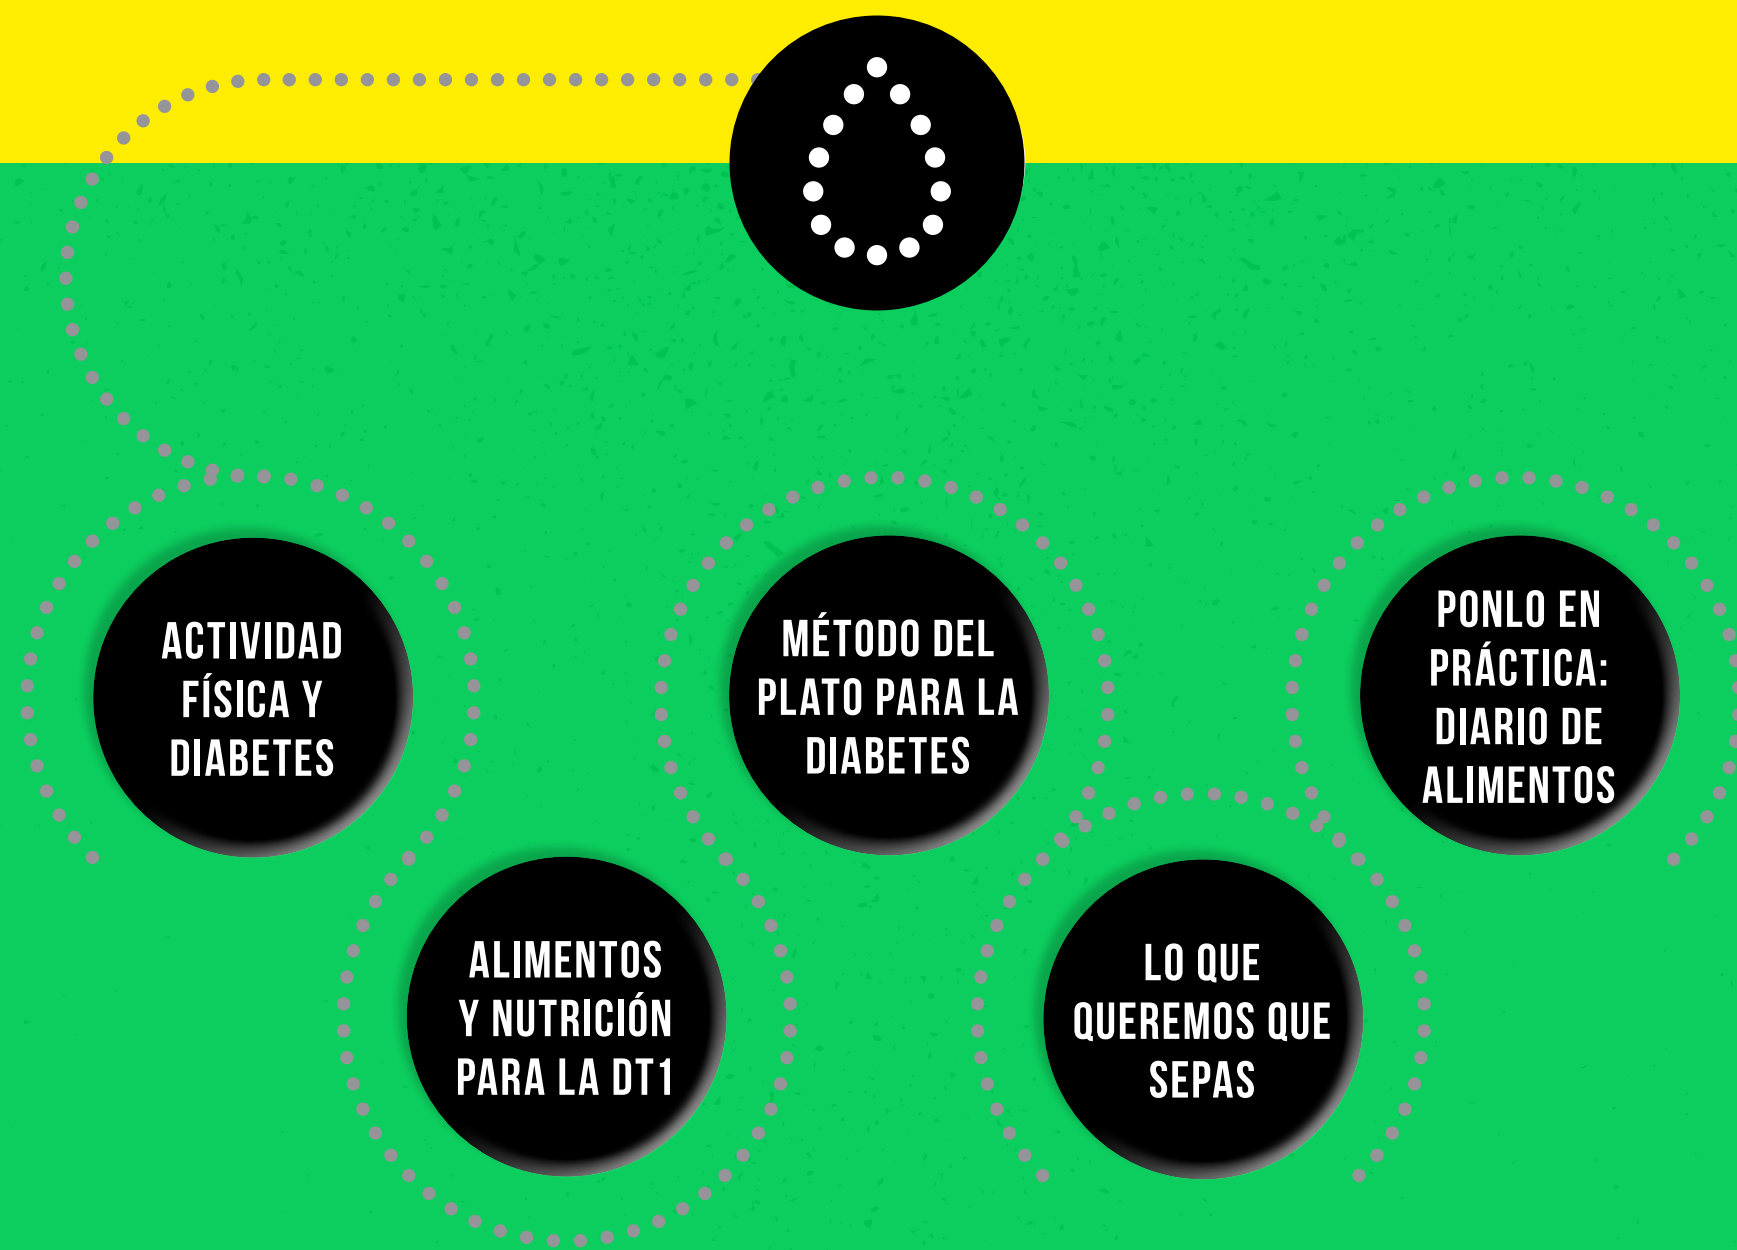 ACTIVIDAD
FÍSICA Y
DIABETES
ALIMENTOS
Y NUTRICIÓN
PARA LA DT1
MÉTODO DEL
PLATO PARA LA
DIABETES
LO QUE
QUEREMOS QUE
SEPAS
PONLO EN
PRÁCTICA:
DIARIO DE
ALIMENTOS